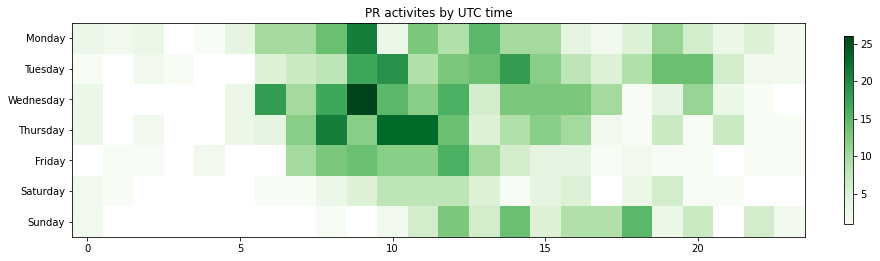 PR activites by UTC time
Monday
Tuesday
Wednesday
Thursday
Friday
Saturday
Sunday
0 5 10 15 20
25
20
15
10
5